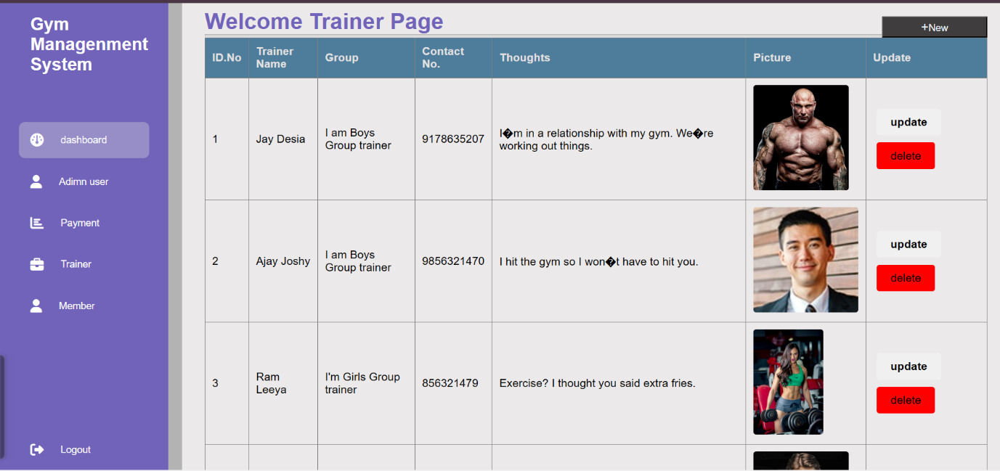 Gym
Managenment
System
dashboard
Adimn user
Payment
Trainer
Member
Logout
Welcome Trainer Page
+New
ID.No
Trainer
Name
Group
Contact
No.
Thoughts
Picture
Update
1
Jay Desia
I am Boys
Group trainer
9178635207
I�m in a relationship with my gym. We�re
working out things.
update
delete
2
Ajay Joshy
I am Boys
Group trainer
9856321470
I hit the gym so I won�t have to hit you.
update
delete
3
Ram
Leeya
I'm Girls Group
trainer
856321479
Exercise? I thought you said extra fries.
update
delete